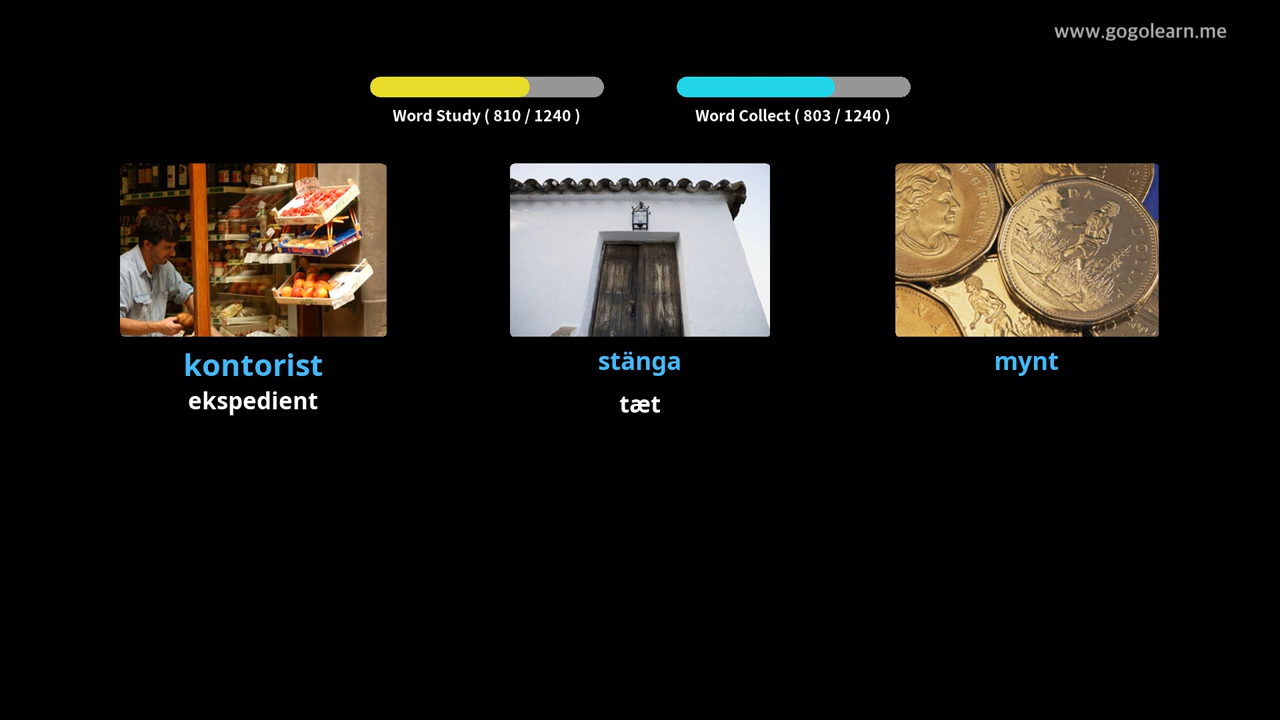 www.gogolearn.me
Word Study ( 810 / 1240 )
Word Collect ( 803 / 1240 )
kontorist
ekspedient
stänga
tæt
mynt